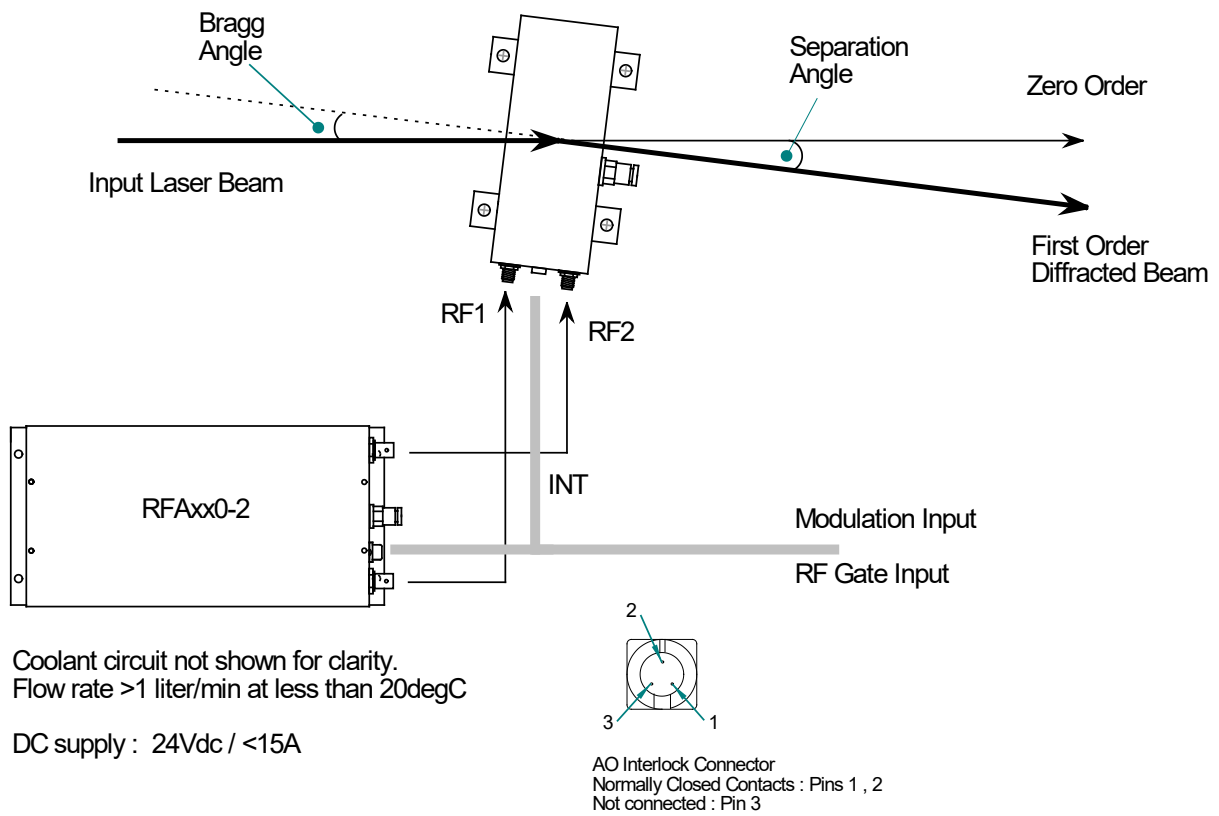 Bragg
Angle
Separation
Angle
Zero Order
Input Laser Beam
First Order
Diffracted Beam
RF1
RF2
INT
RFAxx0-2
Modulation Input
RF Gate Input
Coolant circuit not shown for clarity.
Flow rate >1 liter/min at less than 20degC
DC supply : 24Vdc / <15A
2
3
1
AO Interlock Connector
Normally Closed Contacts : Pins 1 , 2
Not connected : Pin 3